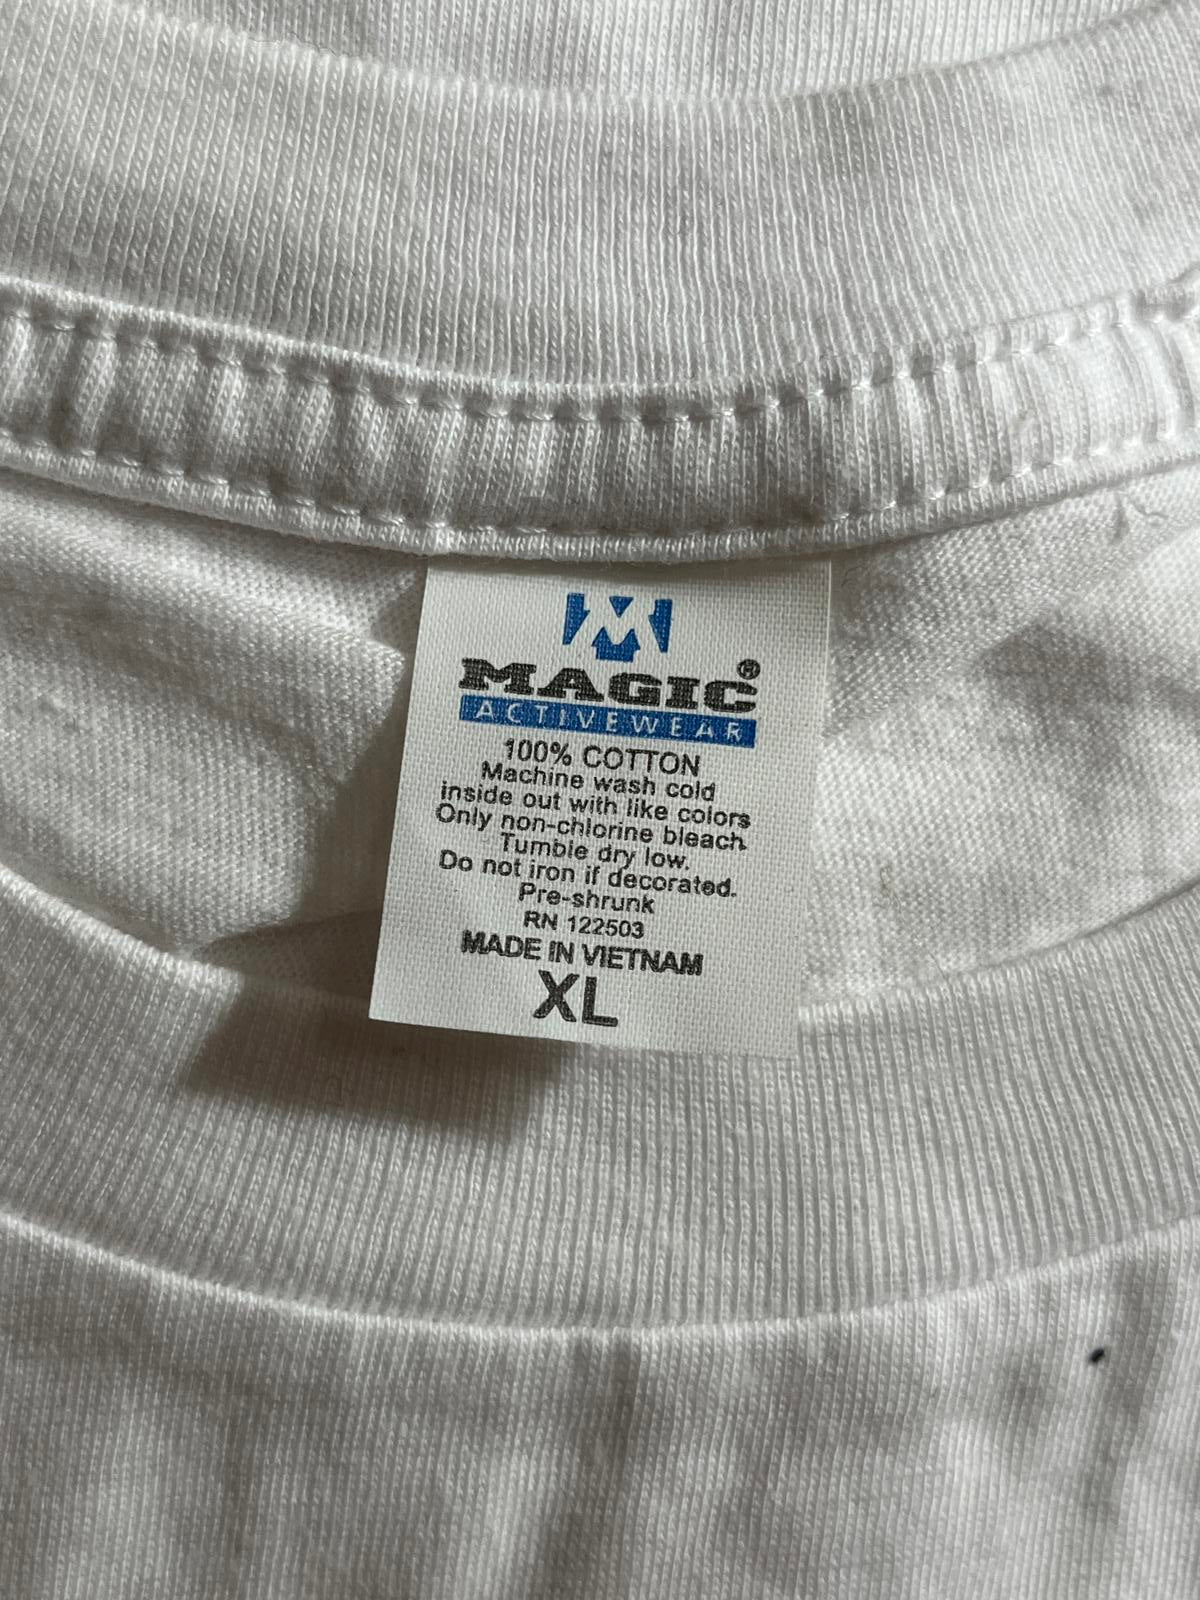 MAGIC®
ACTIVEWEAR
100% COTTON
Machine wash cold
inside out with like colors
Only non-chlorine bleach
Tumble dry low.
Do not iron if decorated.
Pre-shrunk
RN 122503
MADE IN VIETNAM
XL